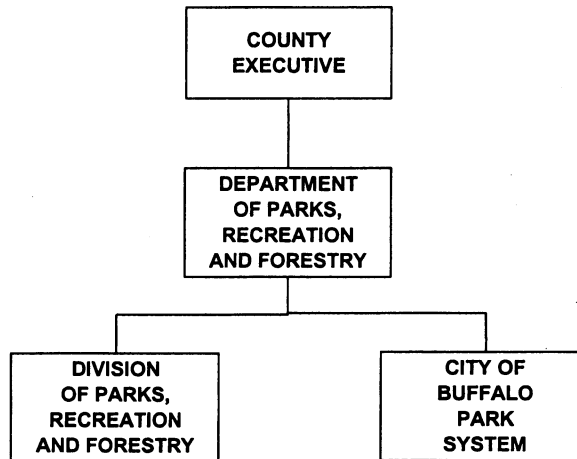 COUNTY
EXECUTIVE
DEPARTMENT
OF PARKS,
RECREATION
AND FORESTRY
DIVISION
OF PARKS,
RECREATION
AND FORESTRY
CITY OF
BUFFALO
PARK
SYSTEM